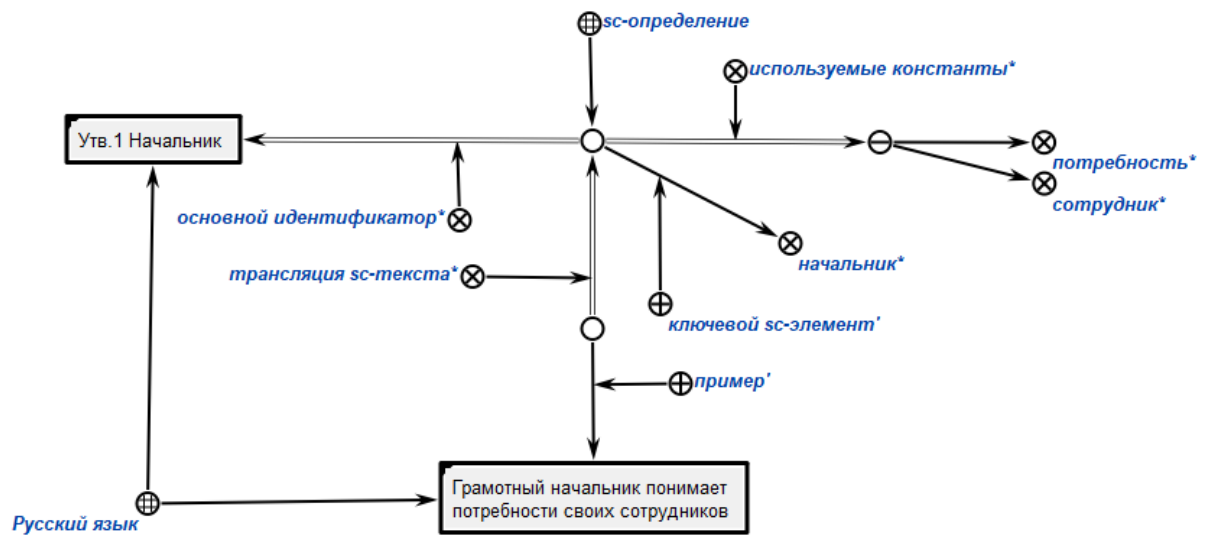 sc-определение
используемые константы*
Утв.1 Начальник
потребность*
сотрудник*
основной идентификатор*
начальник*
трансляция sc-текста*
ключевой sc-элемент'
пример'
Грамотный начальник понимает
потребности своих сотрудников
Русский язык